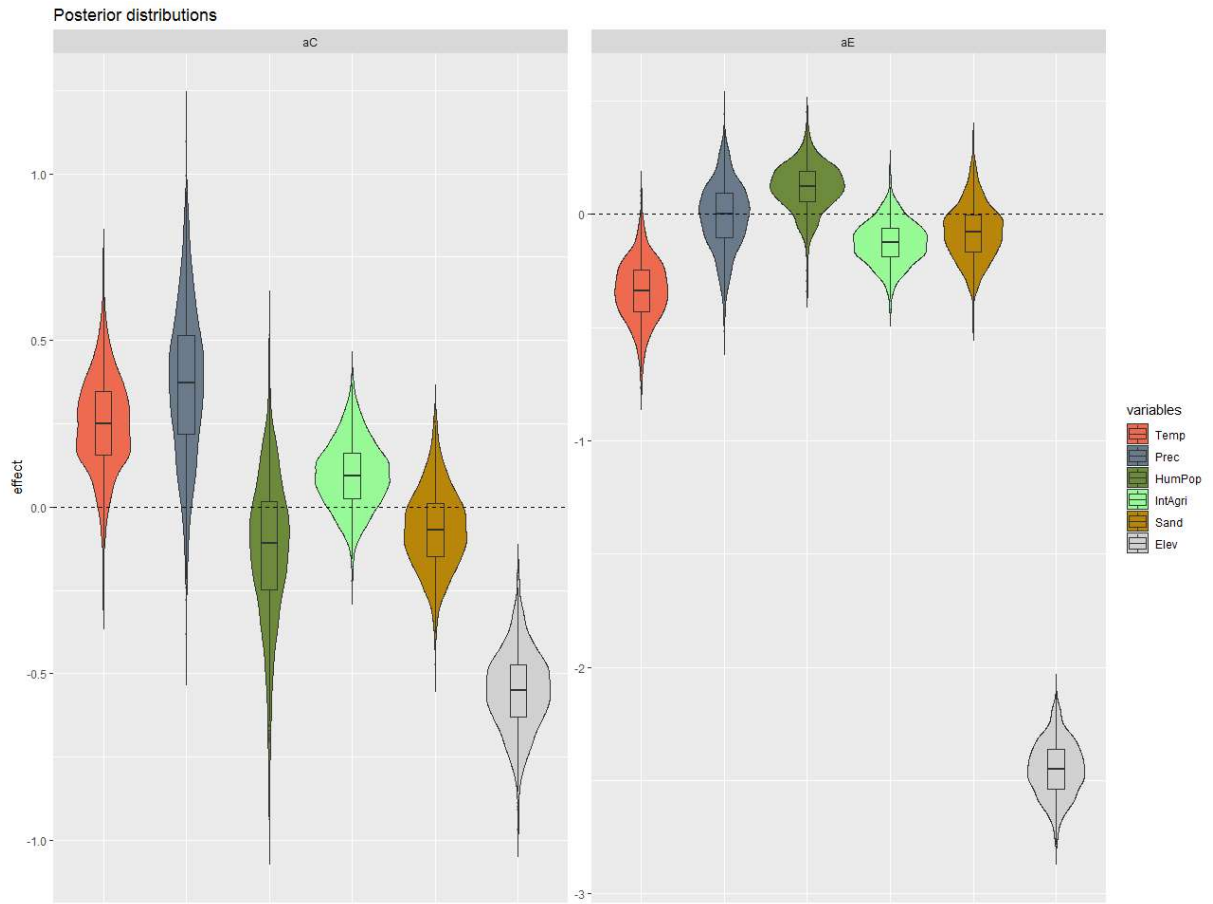 Posterior distributions
aC
aE
effect
1.0
0.5
0.0
-0.5
-1.0
0
-1
-2
-3
variables
Temp
Prec
HumPop
IntAgri
Sand
Elev